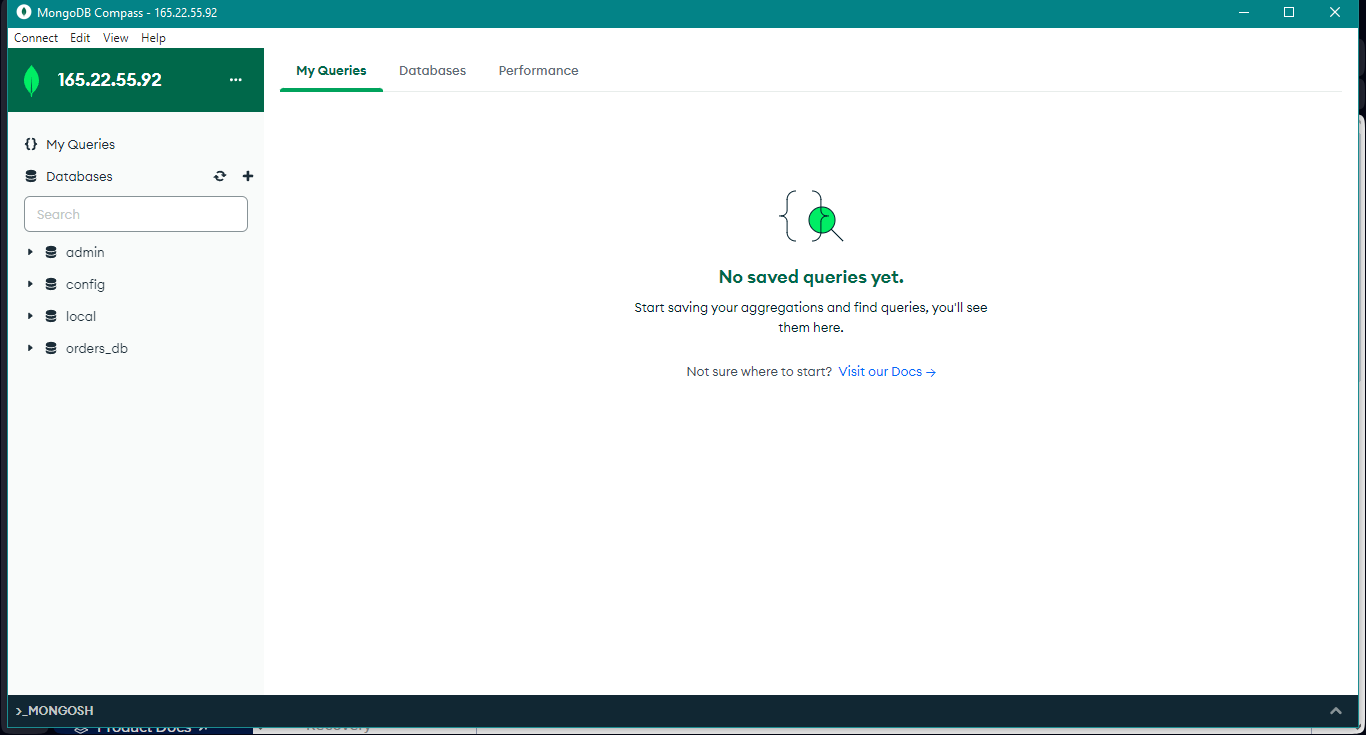 MongoDB Compass - 165.22.55.92
Connect Edit View Help
165.22.55.92
My Queries Databases Performance
{} My Queries
Databases
Search
admin
config
local
orders_db
No saved queries yet.
Start saving your aggregations and find queries, you'll see
them here.
Not sure where to start? Visit our Docs →
>_MONGOSH
Product Docs
Recovery